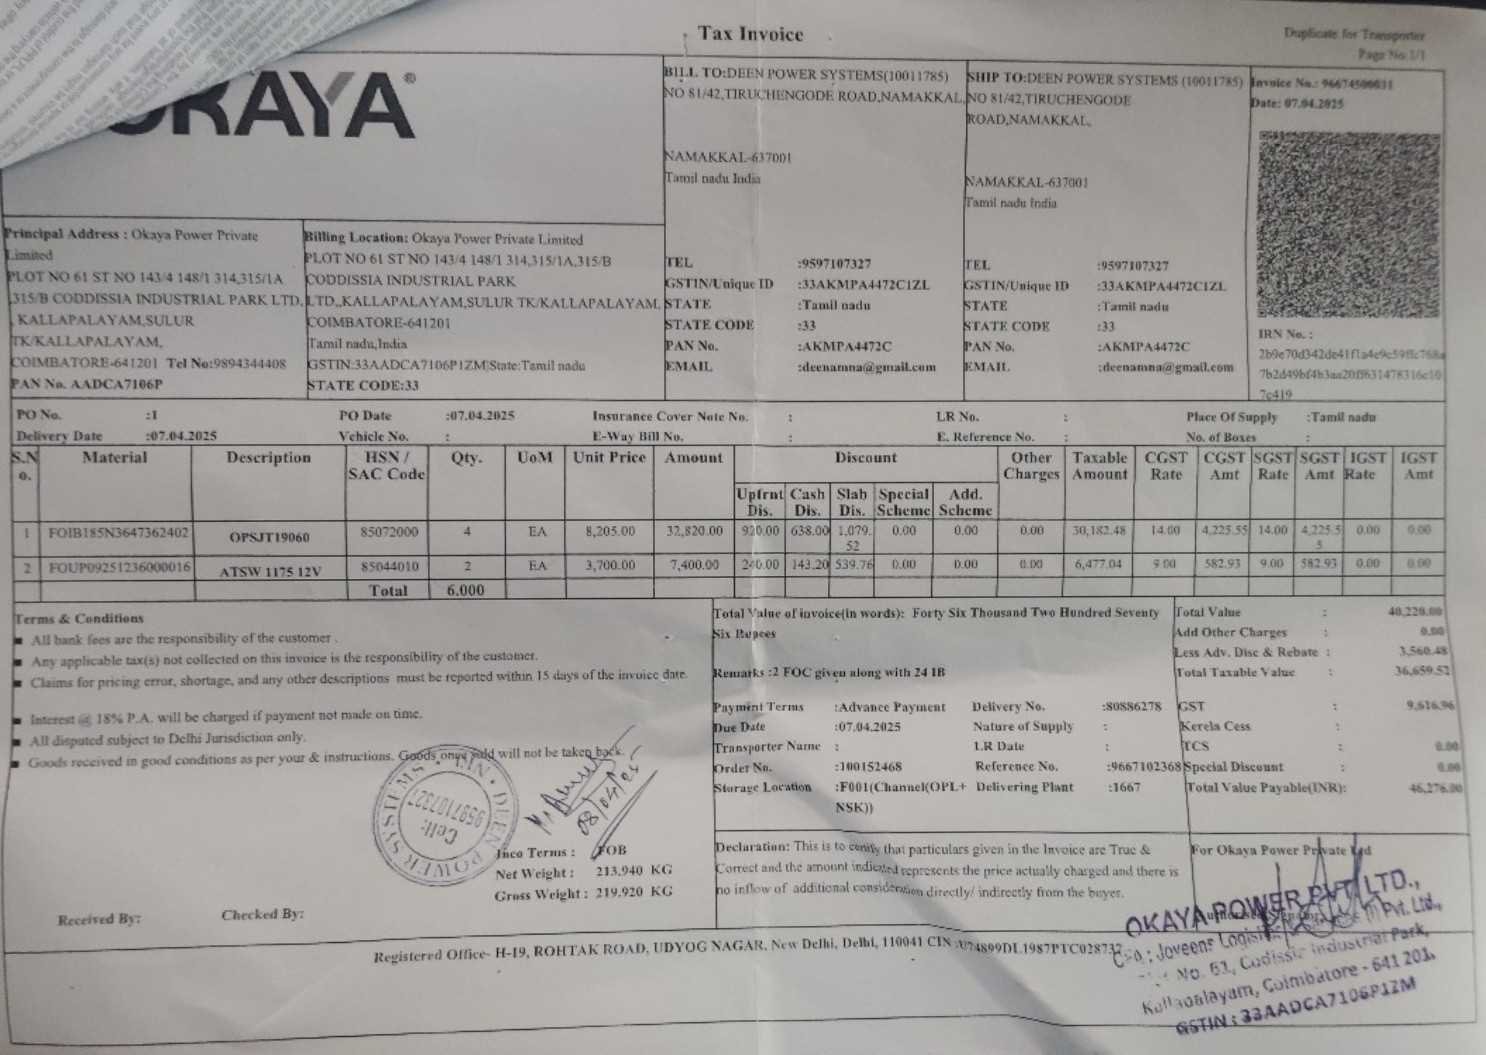 Tax Invoice
Duplicate for Transporter
Page No 1/1
OKAYA®
BILL TO:DEEN POWER SYSTEMS(10011785)
NO 81/42,TIRUCHENGODE ROAD,NAMAKKAL,
NAMAKKAL-637001
Tamil nadu India
TEL :9597107327
GSTIN/Unique ID :33AKMPA4472C1ZL
STATE :Tamil nadu
STATE CODE :33
PAN No. :AKMPA4472C
EMAIL :deenamna@gmail.com
SHIP TO:DEEN POWER SYSTEMS (10011785)
NO 81/42,TIRUCHENGODE
ROAD,NAMAKKAL,
NAMAKKAL-637001
Tamil nadu India
TEL :9597107327
GSTIN/Unique ID :33AKMPA4472C1ZL
STATE :Tamil nadu
STATE CODE :33
PAN No. :AKMPA4472C
EMAIL :deenamna@gmail.com
Invoice No.: 96674500031
Date: 07.04.2025
IRN No. :
Principal Address : Okaya Power Private
Limited
PLOT NO 61 ST NO 143/4 148/1 314,315/1A
,315/B CODDISSIA INDUSTRIAL PARK LTD,
, KALLAPALAYAM,SULUR
TK/KALLAPALAYAM,
COIMBATORE-641201 Tel No:9894344408
PAN No. AADCA7106P
Billing Location: Okaya Power Private Limited
PLOT NO 61 ST NO 143/4 148/1 314,315/1A,315/B
CODDISSIA INDUSTRIAL PARK
LTD,,KALLAPALAYAM,SULUR TK/KALLAPALAYAM,
COIMBATORE-641201
Tamil nadu,India
GSTIN:33AADCA7106P1ZM|State:Tamil nadu
STATE CODE:33
PO No. :1 PO Date :07.04.2025 Insurance Cover Note No. : LR No. : Place Of Supply :Tamil nadu
Delivery Date :07.04.2025 Vehicle No. : E-Way Bill No. : E. Reference No. : No. of Boxes :
S.No. Material Description HSN / SAC Code Qty. UoM Unit Price Amount Discount Other Charges Taxable Amount CGST Rate CGST Amt SGST Rate SGST Amt IGST Rate IGST Amt
Upfrnt Dis. Cash Dis. Slab Dis. Special Scheme Add. Scheme
1 FOIB185N3647362402 OPSJT19060 85072000 4 EA 8,205.00 32,820.00 920.00 638.00 1,079.52 0.00 0.00 0.00 30,182.48 14.00 4,225.55 14.00 4,225.55 0.00 0.00
2 FOUP09251236000016 ATSW 1175 12V 85044010 2 EA 3,700.00 7,400.00 240.00 143.20 539.76 0.00 0.00 0.00 6,477.04 9.00 582.93 9.00 582.93 0.00 0.00
Total 6.000
Terms & Conditions
All bank fees are the responsibility of the customer .
Any applicable tax(s) not collected on this invoice is the responsibility of the customer.
Claims for pricing error, shortage, and any other descriptions must be reported within 15 days of the invoice date.
Interest @ 18% P.A. will be charged if payment not made on time.
All disputed subject to Delhi Jurisdiction only.
Goods received in good conditions as per your & instructions. Goods once sold will not be taken back.
DEEN POWER SYSTEMS
Cell:
9597107327
08/04/25
Inco Terms : FOB
Net Weight : 213.940 KG
Gross Weight : 219.920 KG
Received By:
Checked By:
Total Value of invoice(in words): Forty Six Thousand Two Hundred Seventy
Six Rupees
Remarks :2 FOC given along with 24 IB
Payment Terms :Advance Payment Delivery No. :80886278
Due Date :07.04.2025 Nature of Supply :
Transporter Name : LR Date :
Order No. :100152468 Reference No. :9667102368
Storage Location :F001(Channel(OPL+ Delivering Plant :1667
NSK))
Total Value : 40,220.00
Add Other Charges : 0.00
Less Adv. Disc & Rebate : 3,560.48
Total Taxable Value : 36,659.52
GST : 9,616.96
Kerela Cess :
TCS : 0.00
Special Discount : 0.00
Total Value Payable(INR): 46,276.00
Declaration: This is to certify that particulars given in the Invoice are True &
Correct and the amount indicated represents the price actually charged and there is
no inflow of additional consideration directly/ indirectly from the buyer.
For Okaya Power Private Ltd
OKAYA POWER PVT. LTD.,
Joveens Logistic Pvt. Ltd.,
No. 61, Codissia Industrial Park,
Kallapalayam, Coimbatore - 641 201.
GSTIN : 33AADCA7106P1ZM
Registered Office- H-19, ROHTAK ROAD, UDYOG NAGAR, New Delhi, Delhi, 110041 CIN :U74899DL1987PTC028737